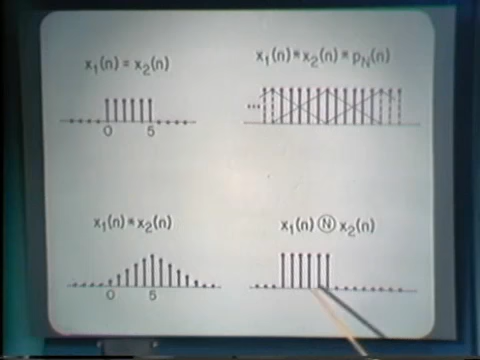 x₁(n) = x₂(n)
0 5
x₁(n) * x₂(n) * p_N(n)
...
x₁(n) * x₂(n)
0 5
x₁(n) Ⓝ x₂(n)